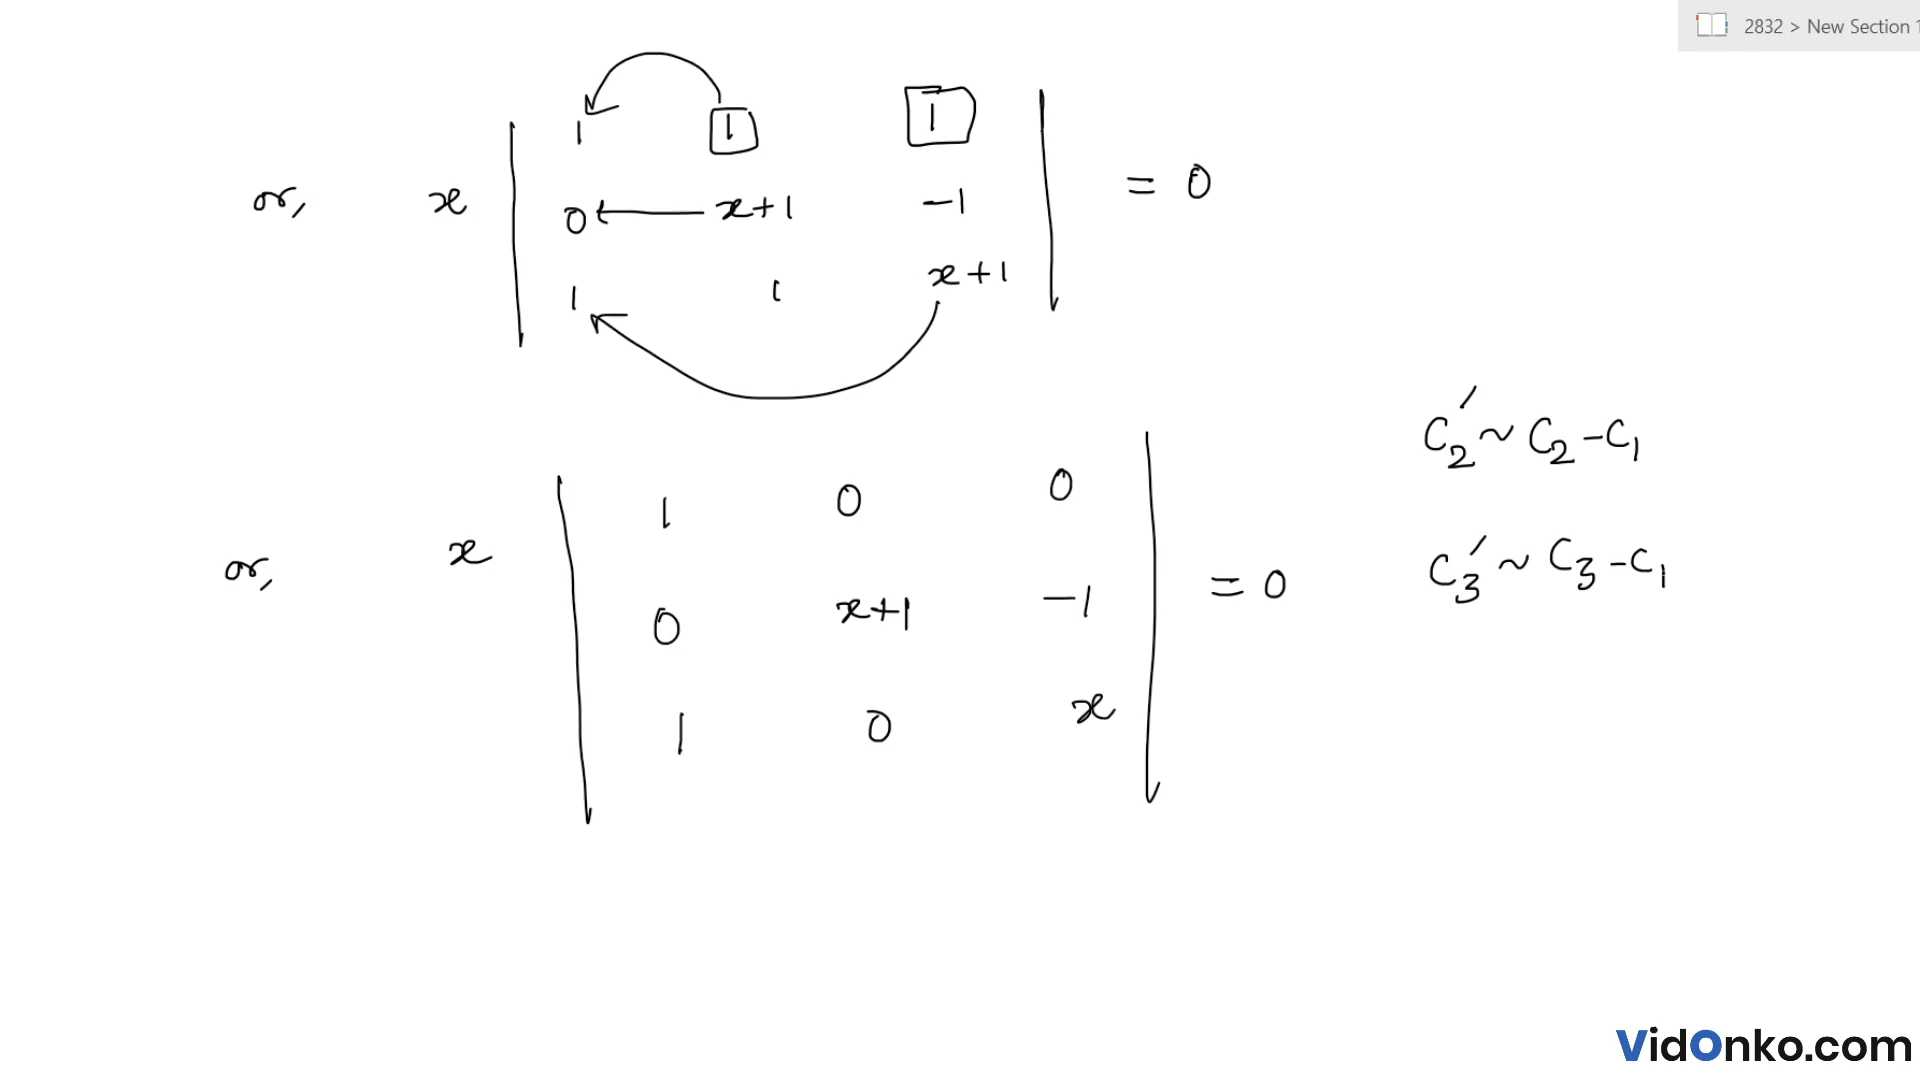 2832 > New Section 1
1 1 1
or, x 0 x+1 -1 = 0
1 1 x+1
C₂′ ~ C₂ -C₁
1 0 0
or, x 0 x+1 -1 = 0 C₃′ ~ C₃ -C₁
1 0 x
VidOnko.com